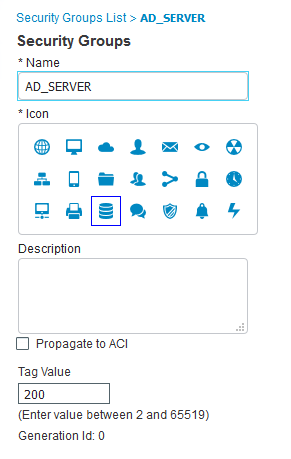 Security Groups List > AD_SERVER
Security Groups
* Name
AD_SERVER
* Icon
Description
Propagate to ACI
Tag Value
200
(Enter value between 2 and 65519)
Generation Id: 0